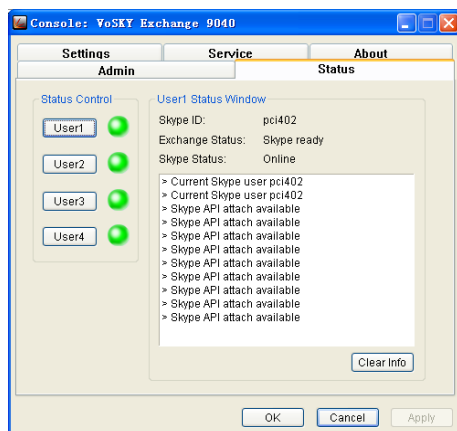 Console: VoSKY Exchange 9040
Settings Service About
Admin Status
Status Control
User1
User2
User3
User4
User1 Status Window
Skype ID: pci402
Exchange Status: Skype ready
Skype Status: Online
> Current Skype user pci402
> Current Skype user pci402
> Skype API attach available
> Skype API attach available
> Skype API attach available
> Skype API attach available
> Skype API attach available
> Skype API attach available
> Skype API attach available
> Skype API attach available
> Skype API attach available
Clear Info
OK Cancel Apply